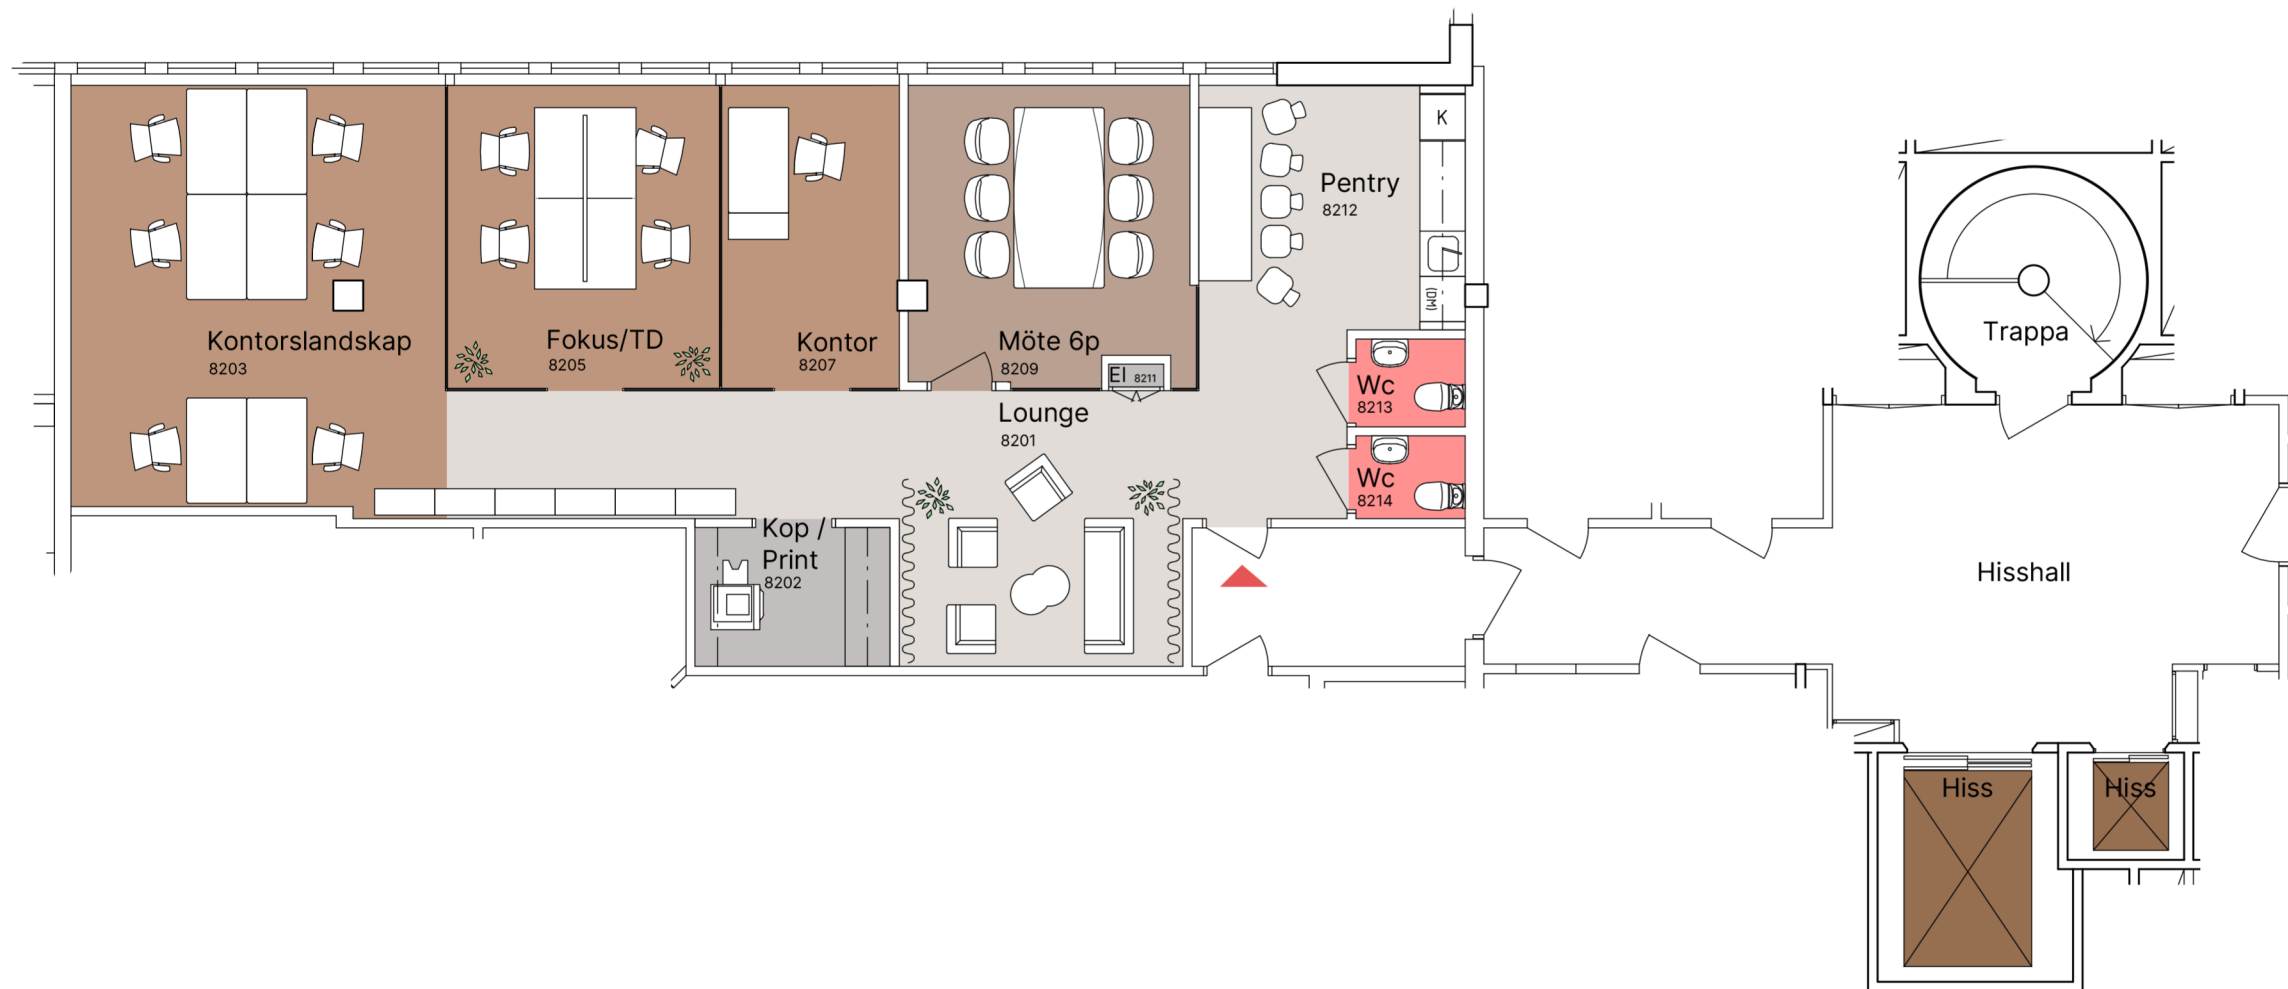 K
Pentry
8212
(DM)
Kontorslandskap
8203
Fokus/TD
8205
Kontor
8207
Möte 6p
8209
El 8211
Wc
8213
Lounge
8201
Wc
8214
Kop /
Print
8202
Trappa
Hisshall
Hiss
Hiss